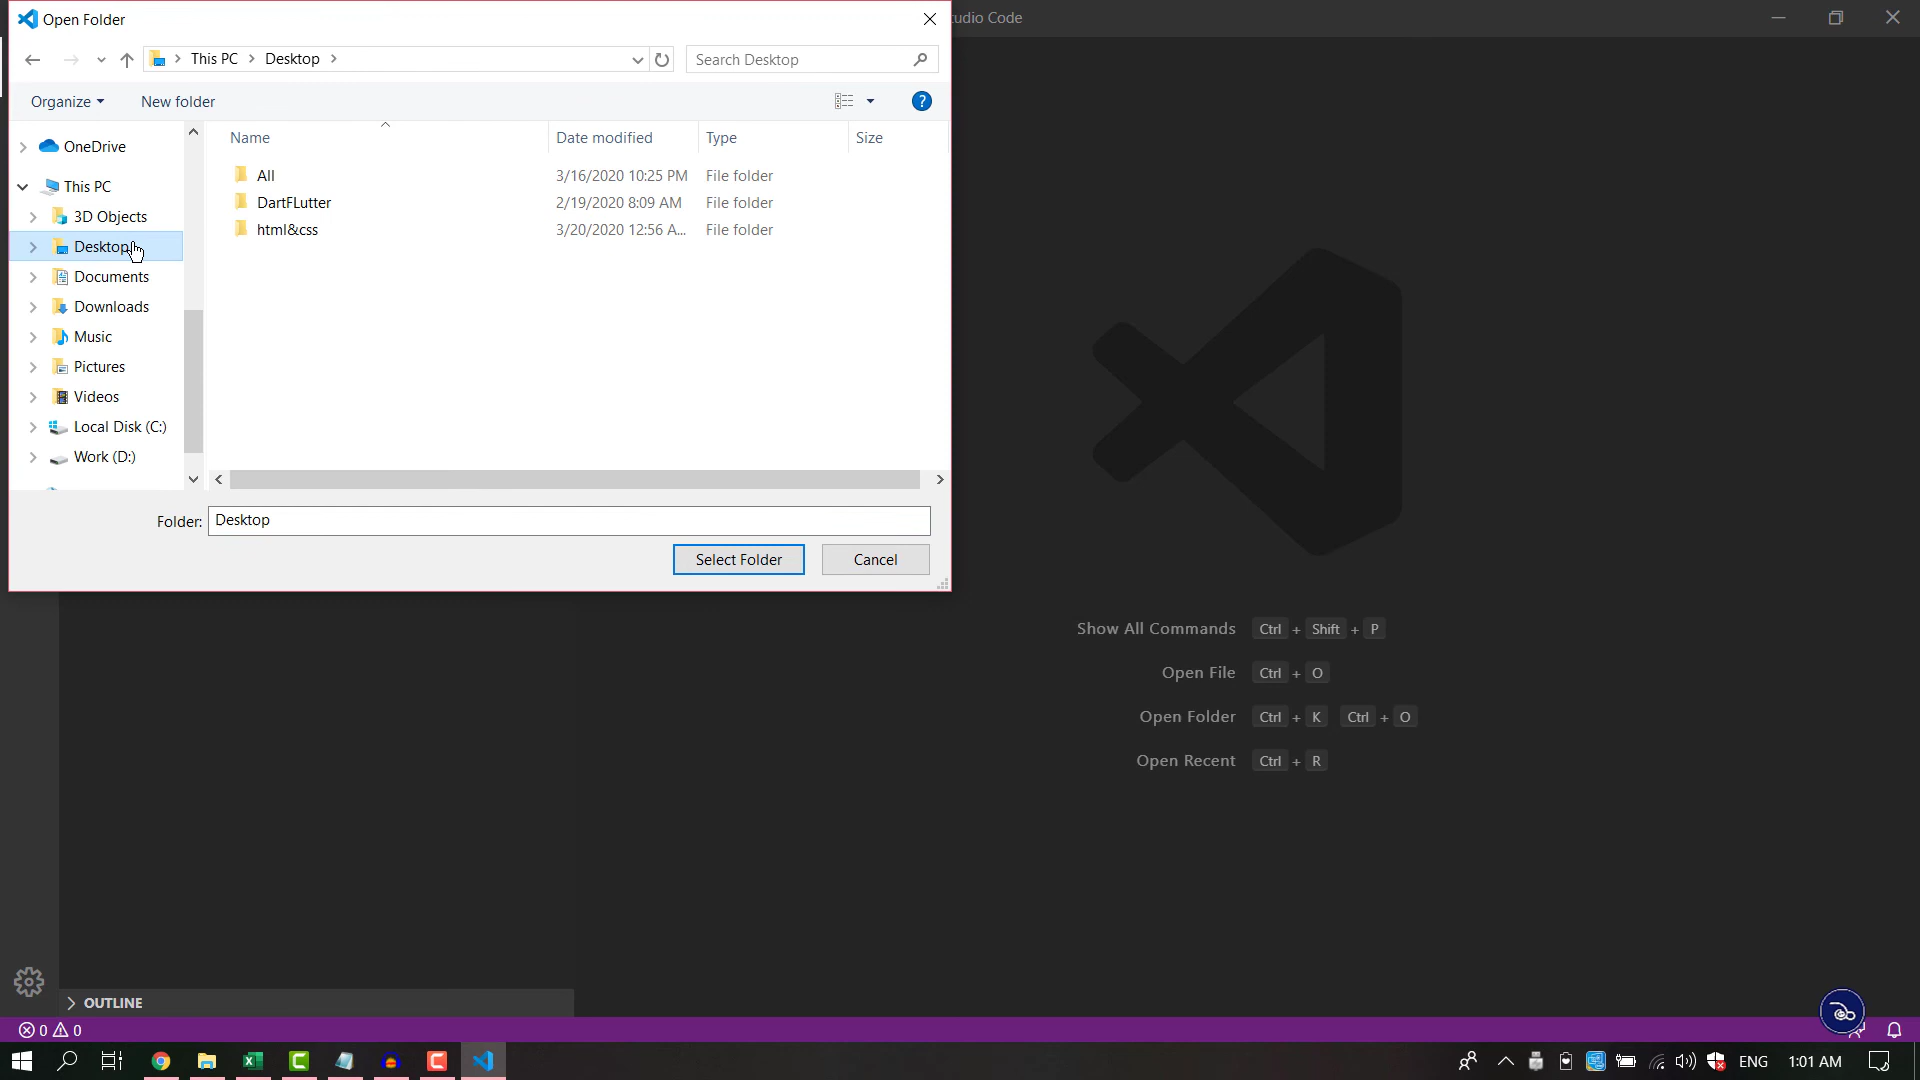 Open Folder
Studio Code
This PC
Desktop
Search Desktop
Organize
New folder
Name
Date modified
Type
Size
OneDrive
This PC
3D Objects
Desktop
Documents
Downloads
Music
Pictures
Videos
Local Disk (C:)
Work (D:)
All
3/16/2020 10:25 PM
File folder
DartFLutter
2/19/2020 8:09 AM
File folder
html&css
3/20/2020 12:56 A...
File folder
Folder:
Desktop
Select Folder
Cancel
Show All Commands Ctrl + Shift + P
Open File Ctrl + O
Open Folder Ctrl + K Ctrl + O
Open Recent Ctrl + R
OUTLINE
0 0
ENG
1:01 AM